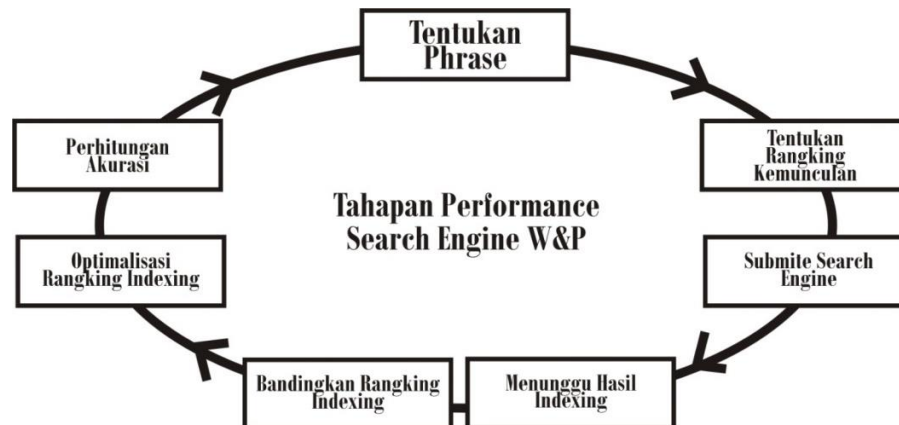 Tentukan
Phrase
Tentukan
Rangking
Kemunculan
Submite Search
Engine
Menunggu Hasil
Indexing
Bandingkan Rangking
Indexing
Optimalisasi
Rangking Indexing
Perhitungan
Akurasi
Tahapan Performance
Search Engine W&P